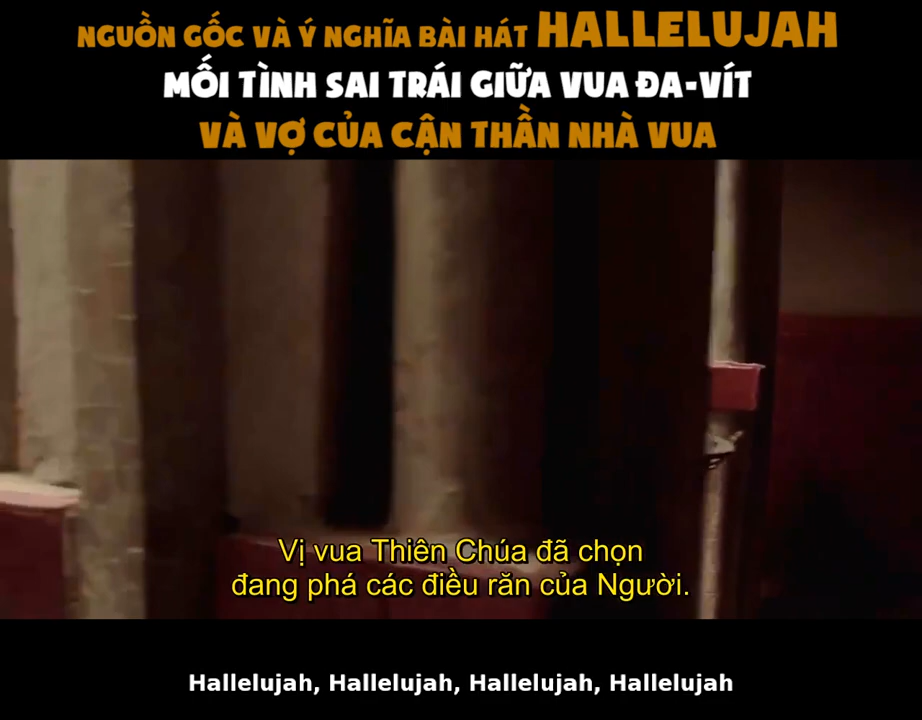 NGUỒN GỐC VÀ Ý NGHĨA BÀI HÁT HALLELUJAH
MỐI TÌNH SAI TRÁI GIỮA VUA ĐA-VÍT
VÀ VỢ CỦA CẬN THẦN NHÀ VUA
Vị vua Thiên Chúa đã chọn
đang phá các điều răn của Người.
Hallelujah, Hallelujah, Hallelujah, Hallelujah